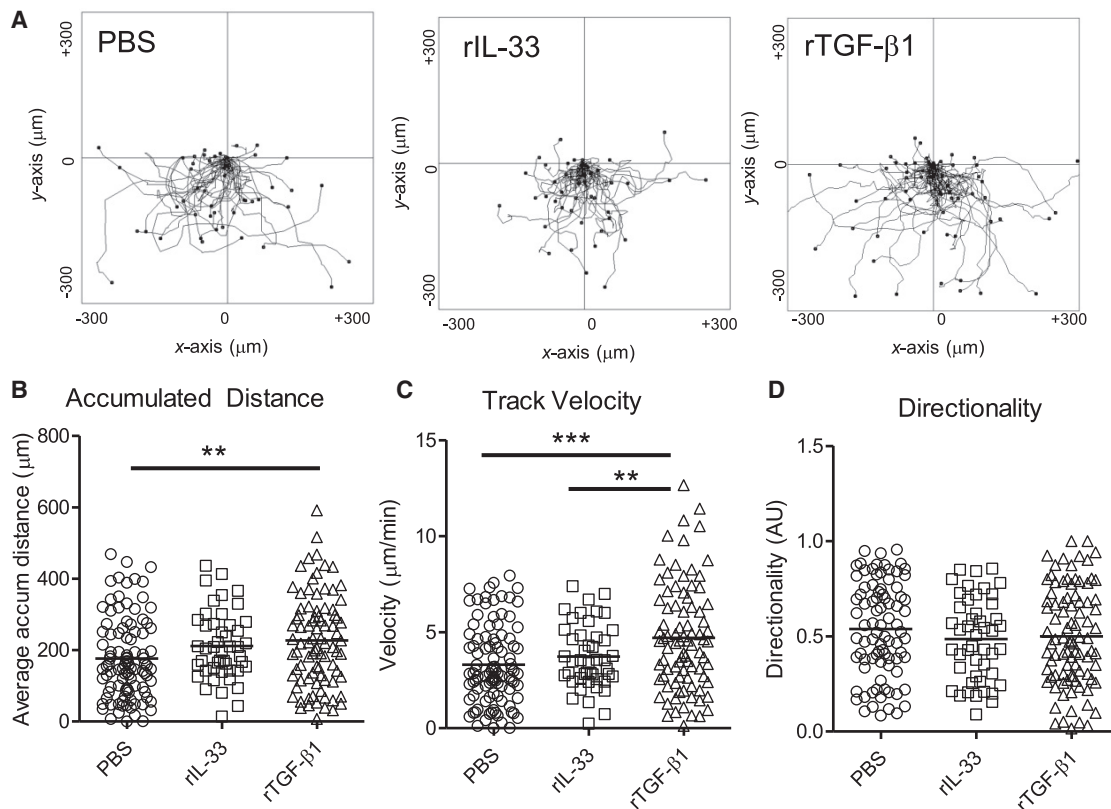 A
PBS
rIL-33
rTGF-β1
+300
0
-300
y-axis (μm)
-300
0
+300
x-axis (μm)
+300
0
-300
y-axis (μm)
-300
0
+300
x-axis (μm)
+300
0
-300
y-axis (μm)
-300
0
+300
x-axis (μm)
B
Accumulated Distance
Average accum distance (μm)
800
600
400
200
0
**
PBS
rIL-33
rTGF-β1
C
Track Velocity
Velocity (μm/min)
15
10
5
0
***
**
PBS
rIL-33
rTGF-β1
D
Directionality
Directionality (AU)
1.5
1.0
0.5
0.0
PBS
rIL-33
rTGF-β1